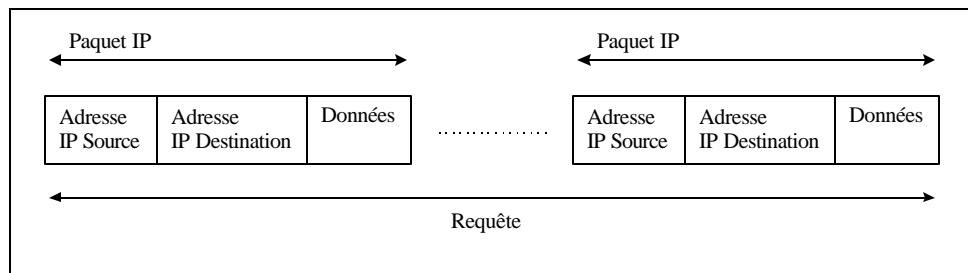 Paquet IP
Paquet IP
Adresse
IP Source
Adresse
IP Destination
Données
Adresse
IP Source
Adresse
IP Destination
Données
Requête